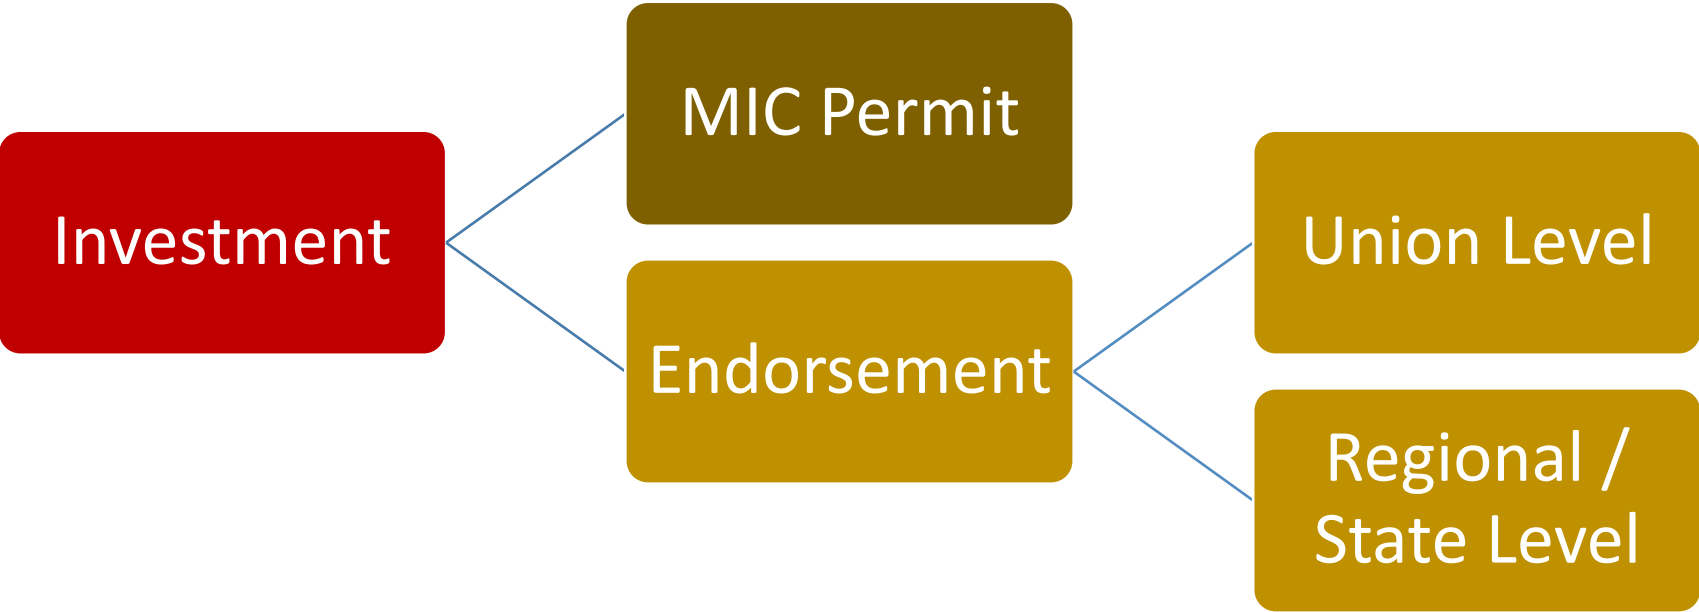 Investment
MIC Permit
Endorsement
Union Level
Regional /
State Level